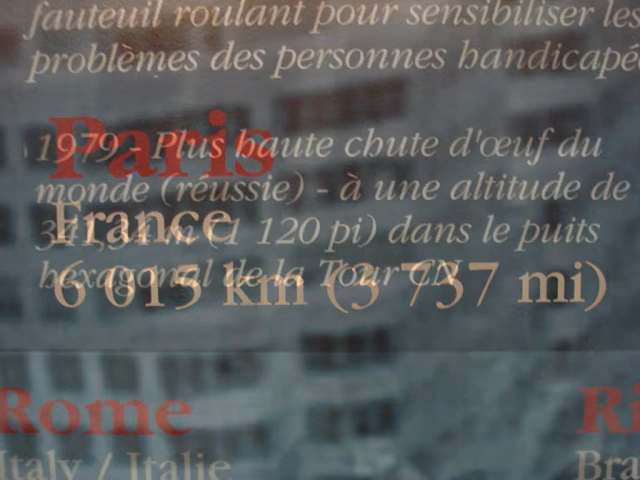 fauteuil roulant pour sensibiliser les
problèmes des personnes handicapé
Paris
1979 - Plus haute chute d'œuf du
monde (réussie) - à une altitude de
France
m (1 120 pi) dans le puits
hexagonal de la Tour CN
6 015 km (3 737 mi)
Rome
Ri
Italy / Italie
Bra